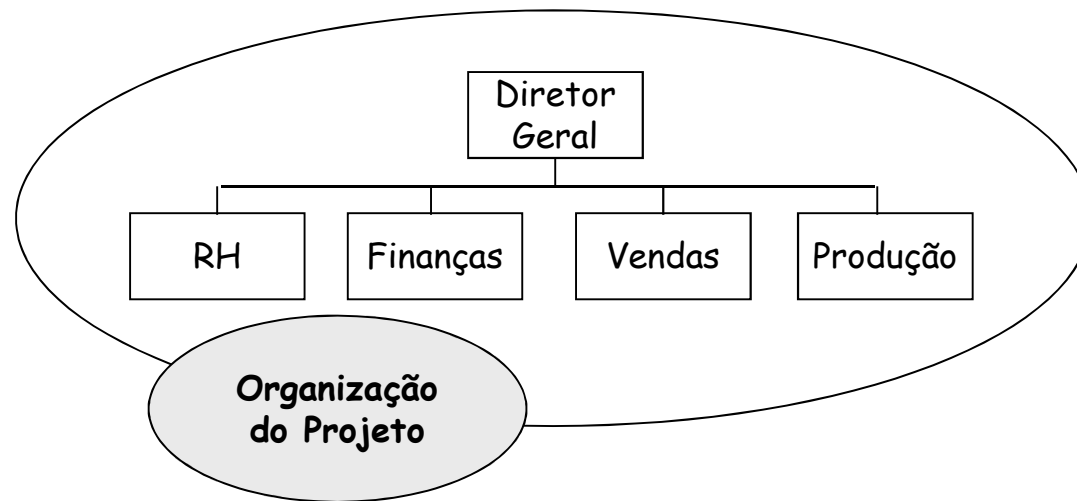 Diretor
Geral
RH
Finanças
Vendas
Produção
Organização
do Projeto